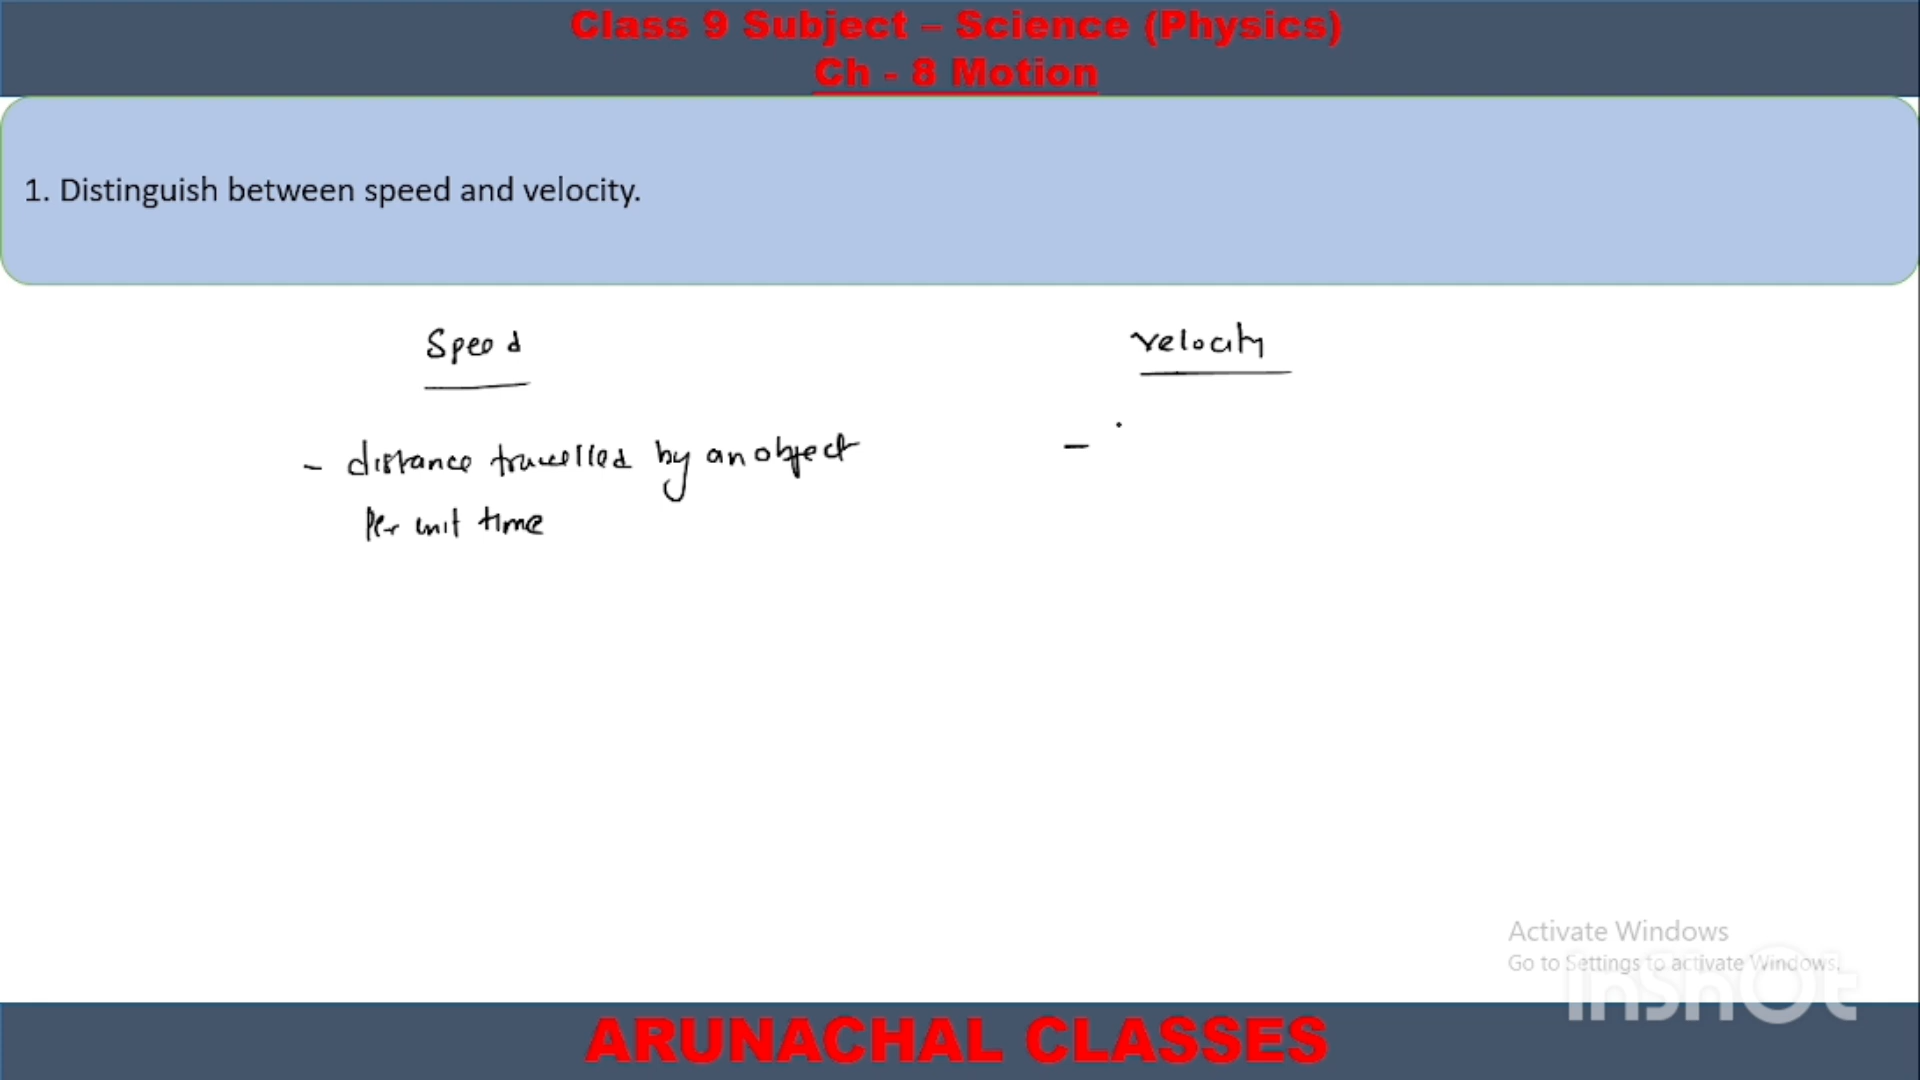 Class 9 Subject – Science (Physics)
Ch - 8 Motion
1. Distinguish between speed and velocity.
Speed
velocity
- distance travelled by an object
per unit time
-
Activate Windows
Go to Settings to activate Windows.
InShOt
ARUNACHAL CLASSES